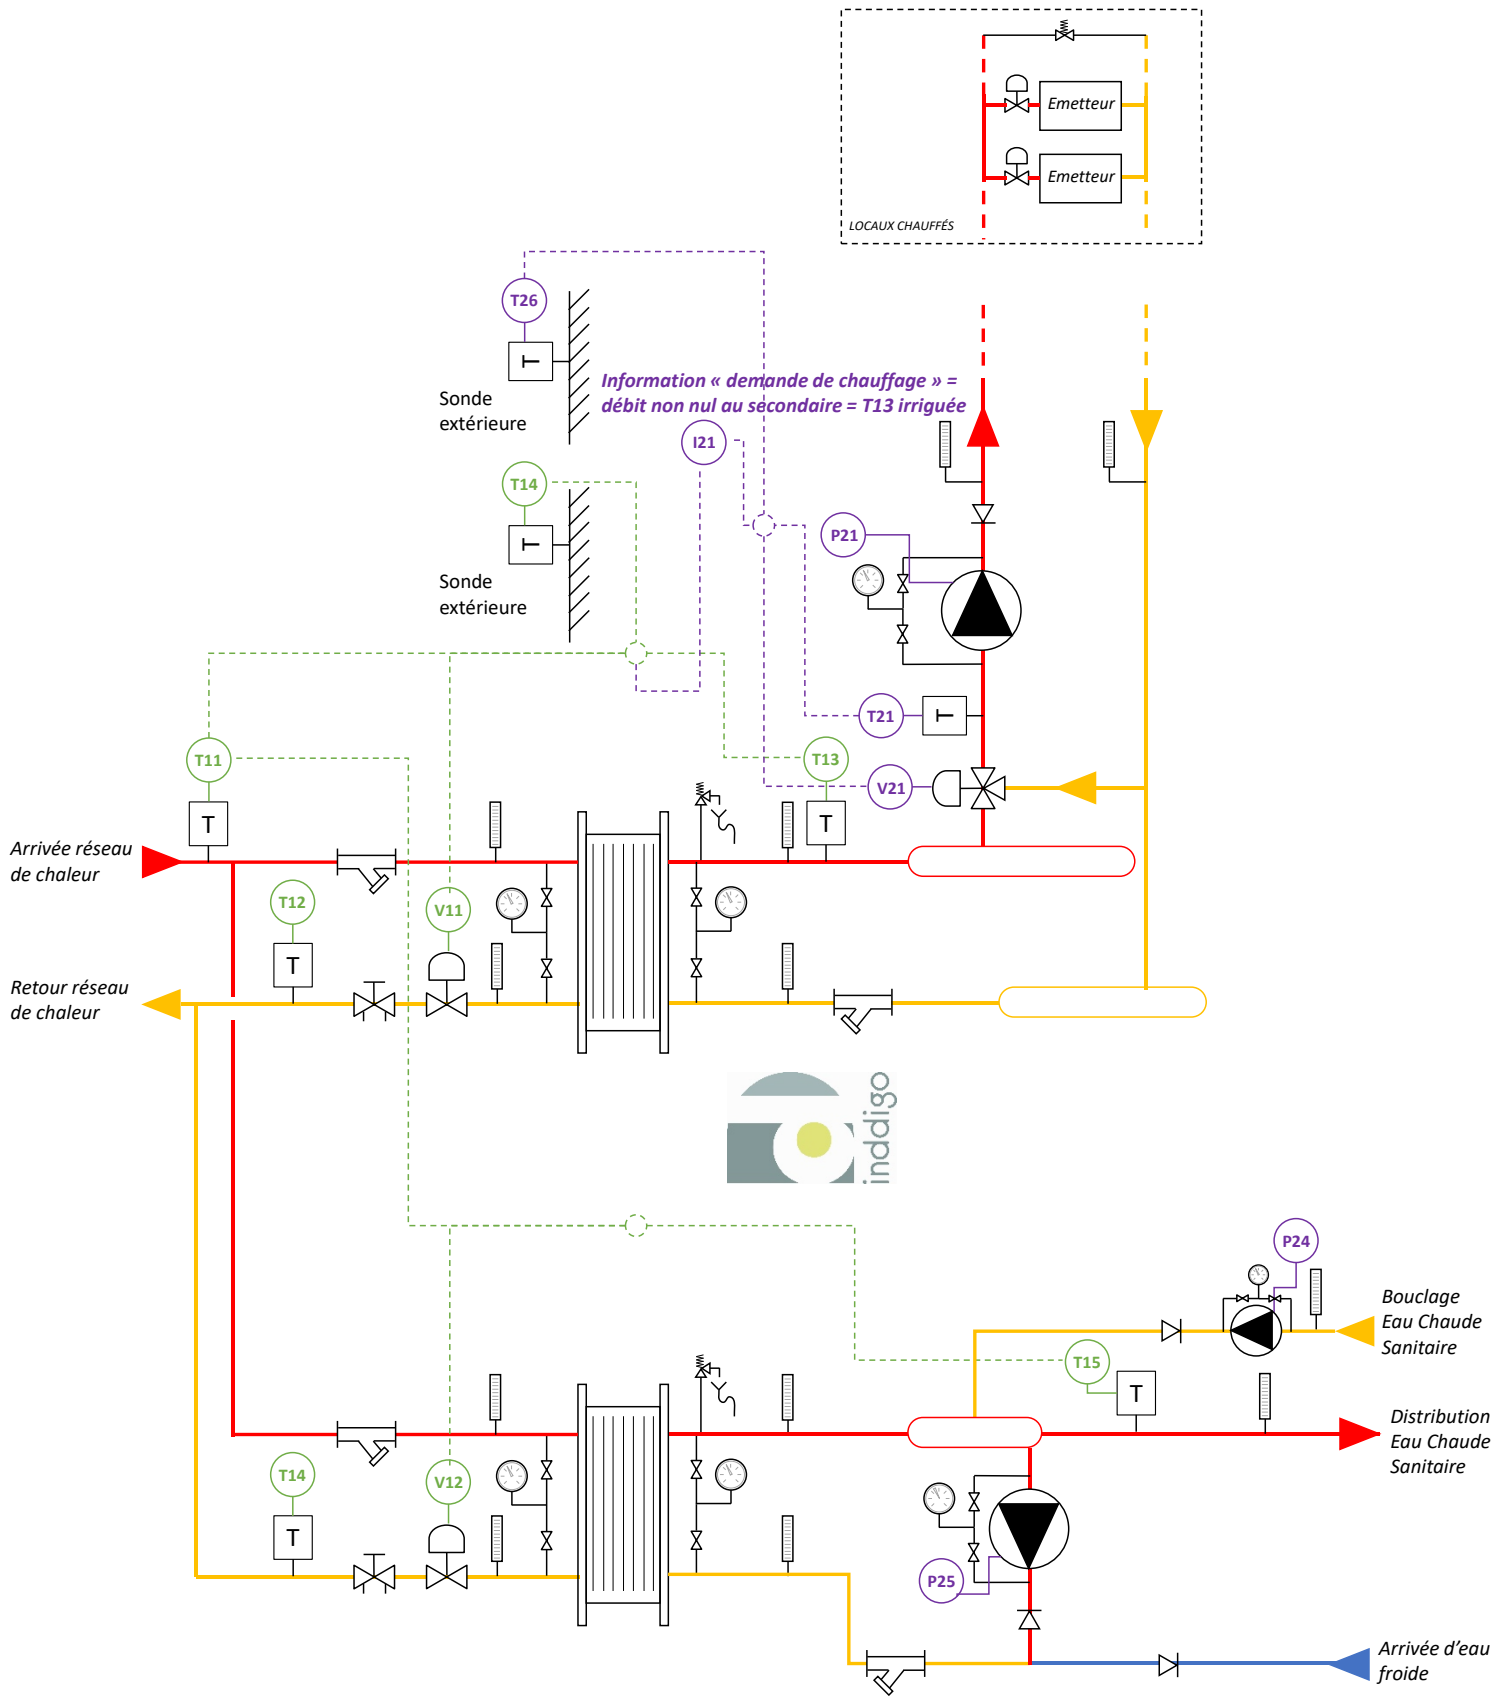 Emetteur
Emetteur
LOCAUX CHAUFFÉS
T26
T
Sonde
extérieure
Information « demande de chauffage » =
débit non nul au secondaire = T13 irriguée
I21
T14
T
Sonde
extérieure
P21
T21
T
T11
T
T13
T
V21
Arrivée réseau
de chaleur
T12
T
V11
Retour réseau
de chaleur
inddigo
P24
Bouclage
Eau Chaude
Sanitaire
T15
T
Distribution
Eau Chaude
Sanitaire
T14
T
V12
P25
Arrivée d'eau
froide